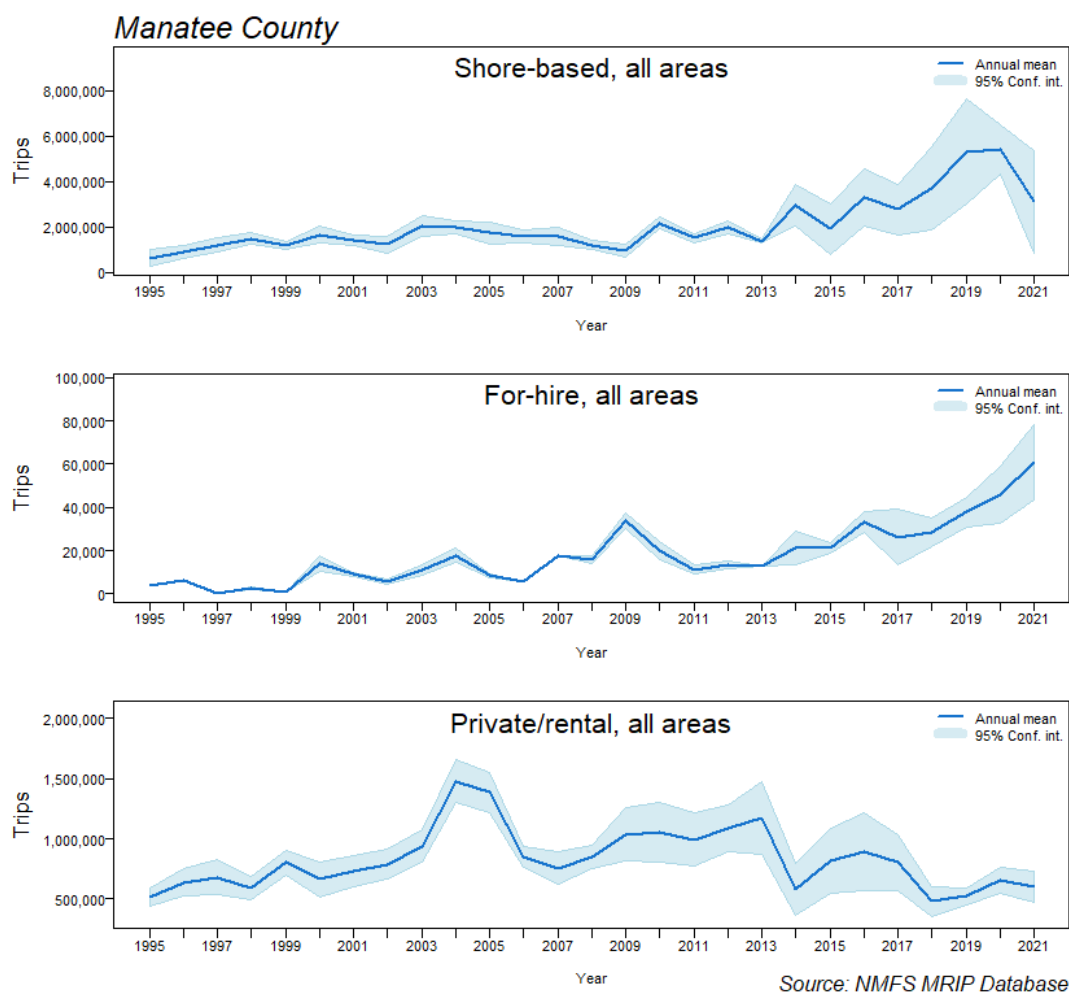 Manatee County
Shore-based, all areas
Annual mean
95% Conf. int.
Trips
8,000,000
6,000,000
4,000,000
2,000,000
0
1995 1997 1999 2001 2003 2005 2007 2009 2011 2013 2015 2017 2019 2021
Year
For-hire, all areas
Annual mean
95% Conf. int.
Trips
100,000
80,000
60,000
40,000
20,000
0
1995 1997 1999 2001 2003 2005 2007 2009 2011 2013 2015 2017 2019 2021
Year
Private/rental, all areas
Annual mean
95% Conf. int.
Trips
2,000,000
1,500,000
1,000,000
500,000
1995 1997 1999 2001 2003 2005 2007 2009 2011 2013 2015 2017 2019 2021
Year
Source: NMFS MRIP Database